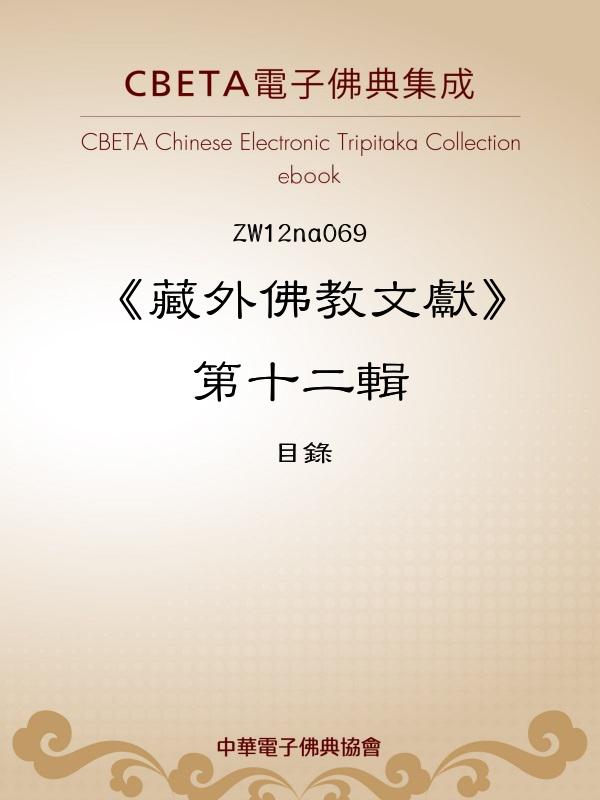 CBETA電子佛典集成
CBETA Chinese Electronic Tripitaka Collection
ebook
ZW12na069
《藏外佛教文獻》
第十二輯
目錄
中華電子佛典協會